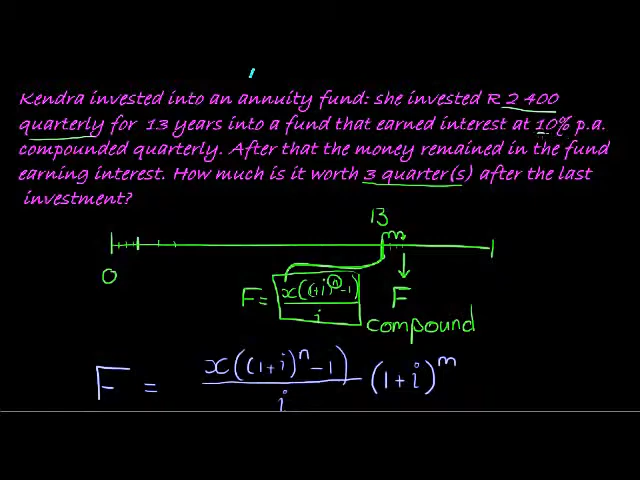 Kendra invested into an annuity fund: she invested R 2 400
quarterly for 13 years into a fund that earned interest at 10% p.a.
compounded quarterly. After that the money remained in the fund
earning interest. How much is it worth 3 quarter(s) after the last
investment?
13
m
0
F = x((1+i)^n -1) / i
F
compound
F = x((1+i)^n -1) / i (1+i)^m